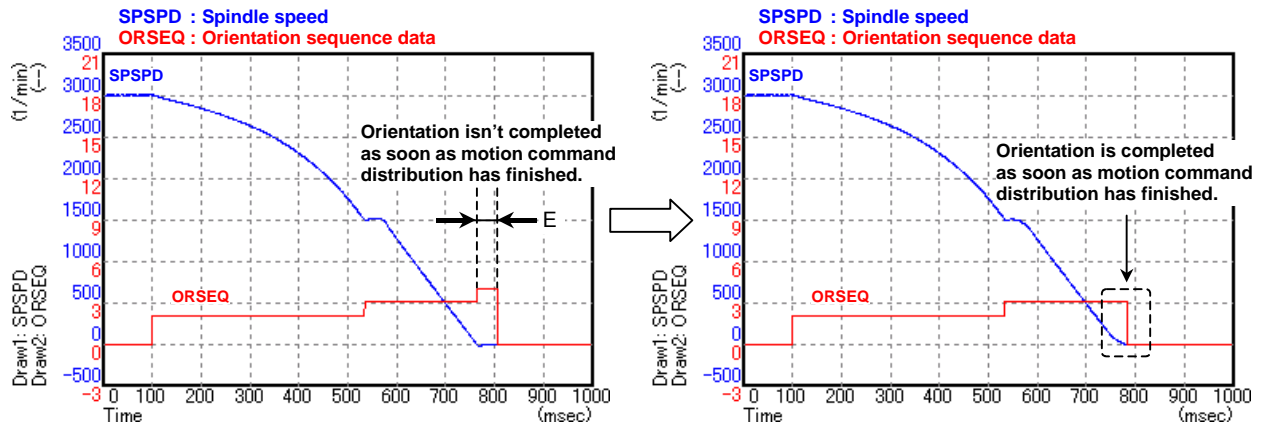 SPSPD : Spindle speed
ORSEQ : Orientation sequence data
3500
21
3000
18
2500
15
2000
12
1500
9
1000
6
500
3
0
0
-500
-3
(1/min)
(--)
Draw1: SPSPD
Draw2: ORSEQ
SPSPD
Orientation isn't completed
as soon as motion command
distribution has finished.
E
ORSEQ
0 100 200 300 400 500 600 700 800 900 1000
Time (msec)
SPSPD : Spindle speed
ORSEQ : Orientation sequence data
3500
21
3000
18
2500
15
2000
12
1500
9
1000
6
500
3
0
0
-500
-3
(1/min)
(--)
Draw1: SPSPD
Draw2: ORSEQ
SPSPD
Orientation is completed
as soon as motion command
distribution has finished.
ORSEQ
0 100 200 300 400 500 600 700 800 900 1000
Time (msec)